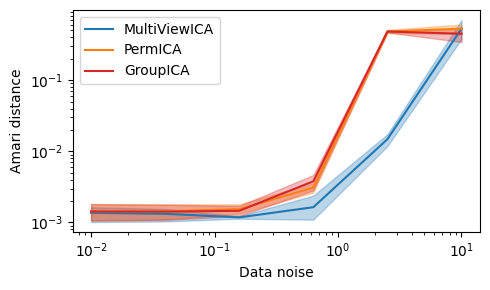 MultiViewICA
PermICA
GroupICA
Amari distance
10⁻¹
10⁻²
10⁻³
10⁻² 10⁻¹ 10⁰ 10¹
Data noise